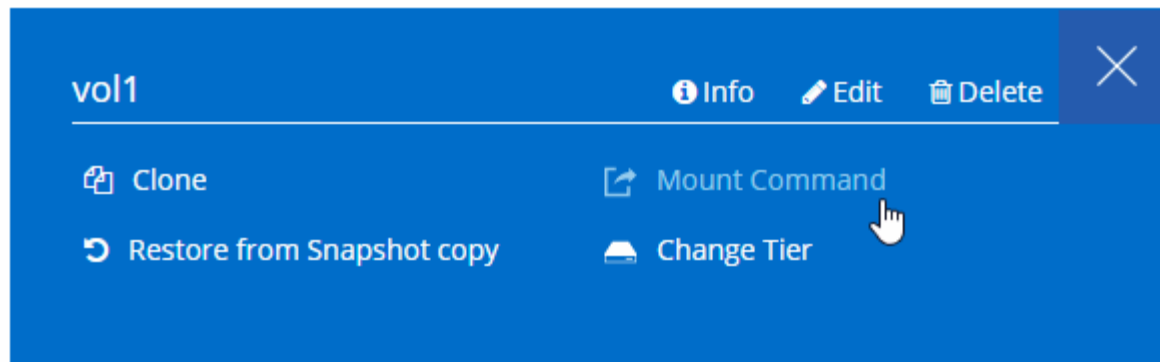 vol1 Info Edit Delete
Clone Mount Command
Restore from Snapshot copy Change Tier